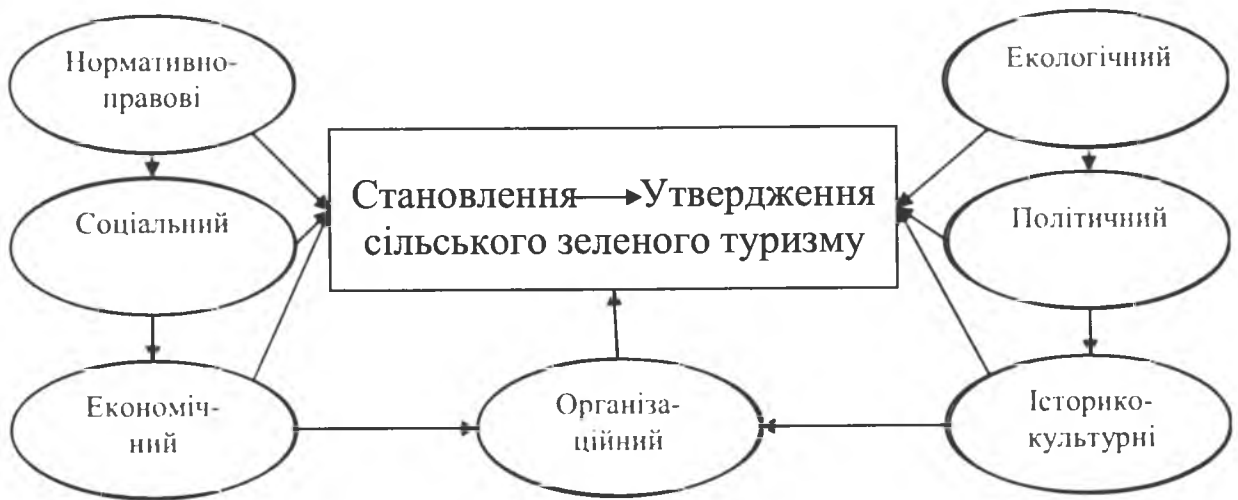 Нормативно-
правові
Екологічний
Становлення→Утвердження
сільського зеленого туризму
Соціальний
Політичний
Економіч-
ний
Організа-
ційний
Історико-
культурні